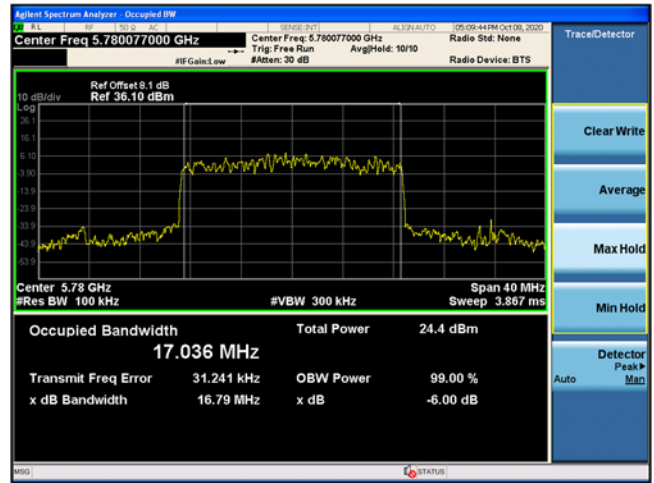 Agilent Spectrum Analyzer - Occupied BW
RL RF 50 Ω AC SENSE:INT ALIGN AUTO 05:09:44 PM Oct 08, 2020
Center Freq 5.780077000 GHz
Center Freq: 5.780077000 GHz
Radio Std: None
Trig: Free Run Avg|Hold: 10/10
#IFGain:Low
#Atten: 30 dB
Radio Device: BTS
Trace/Detector
Ref Offset 8.1 dB
10 dB/div Ref 36.10 dBm
Log
26.1
16.1
6.10
-3.90
-13.9
-23.9
-33.9
-43.9
-53.9
Center 5.78 GHz Span 40 MHz
#Res BW 100 kHz #VBW 300 kHz Sweep 3.867 ms
Occupied Bandwidth Total Power 24.4 dBm
17.036 MHz
Transmit Freq Error 31.241 kHz OBW Power 99.00 %
x dB Bandwidth 16.79 MHz x dB -6.00 dB
Clear Write
Average
Max Hold
Min Hold
Detector
Peak▶
Auto Man
MSG STATUS